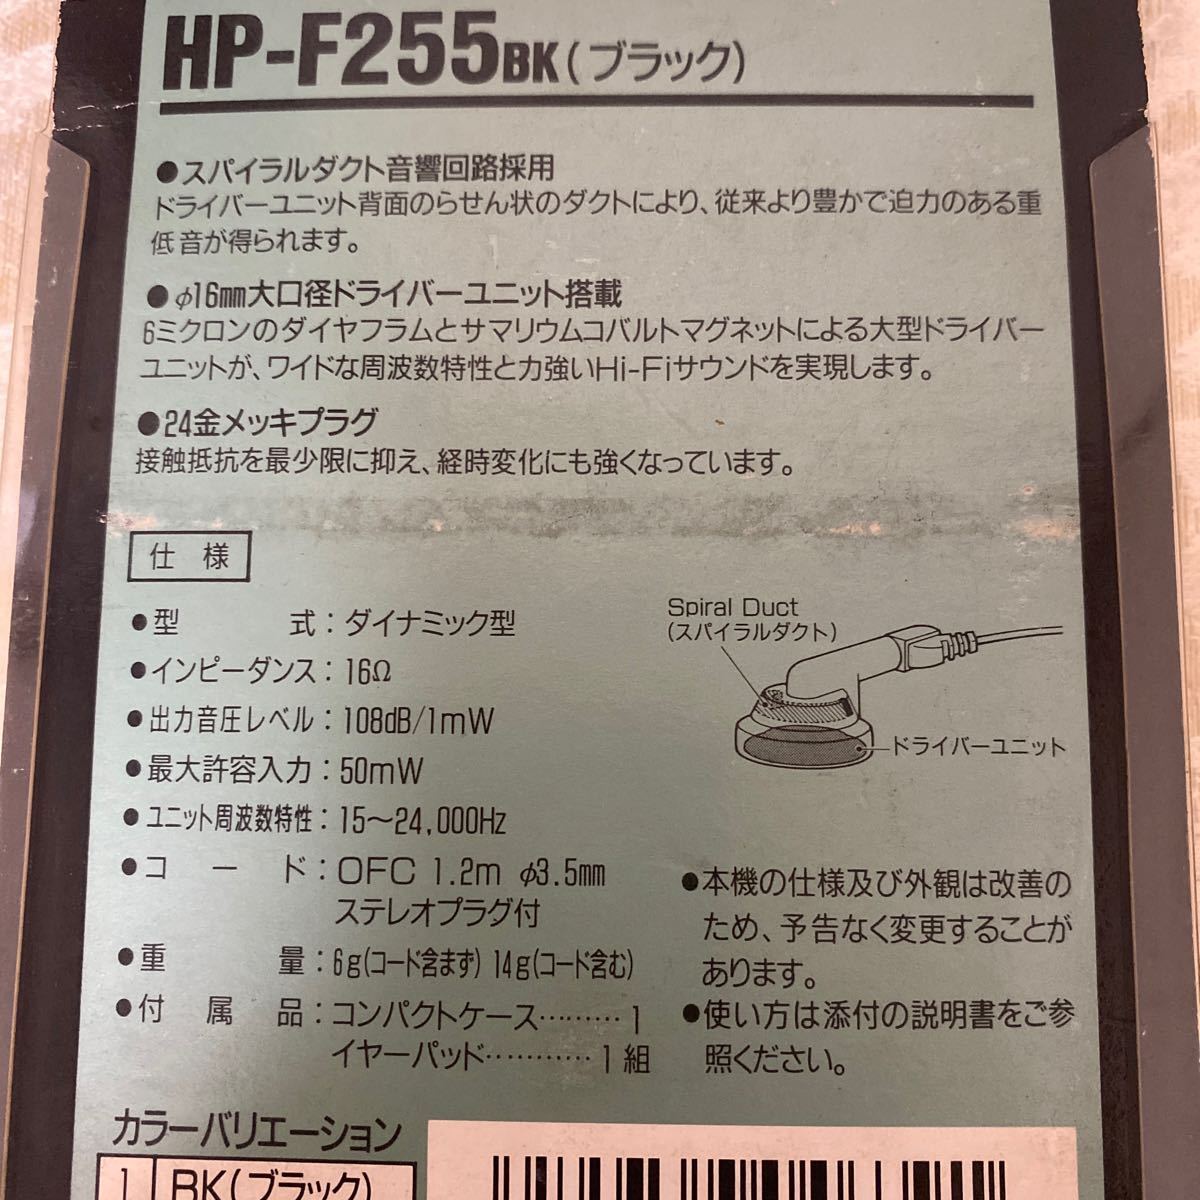 HP-F255BK(ブラック)
●スパイラルダクト音響回路採用
ドライバーユニット背面のらせん状のダクトにより、従来より豊かで迫力のある重
低音が得られます。
●φ16mm大口径ドライバーユニット搭載
6ミクロンのダイヤフラムとサマリウムコバルトマグネットによる大型ドライバー
ユニットが、ワイドな周波数特性と力強いHi-Fiサウンドを実現します。
●24金メッキプラグ
接触抵抗を最少限に抑え、経時変化にも強くなっています。
仕様
●型式：ダイナミック型
●インピーダンス：16Ω
●出力音圧レベル：108dB/1mW
●最大許容入力：50mW
●ユニット周波数特性：15〜24,000Hz
●コード：OFC 1.2m φ3.5mm
ステレオプラグ付
●重量：6g(コード含まず) 14g(コード含む)
●付属品：コンパクトケース………1
イヤーパッド…………1組
Spiral Duct
(スパイラルダクト)
ドライバーユニット
●本機の仕様及び外観は改善の
ため、予告なく変更することが
あります。
●使い方は添付の説明書をご参
照ください。
カラーバリエーション
1 BK(ブラック)